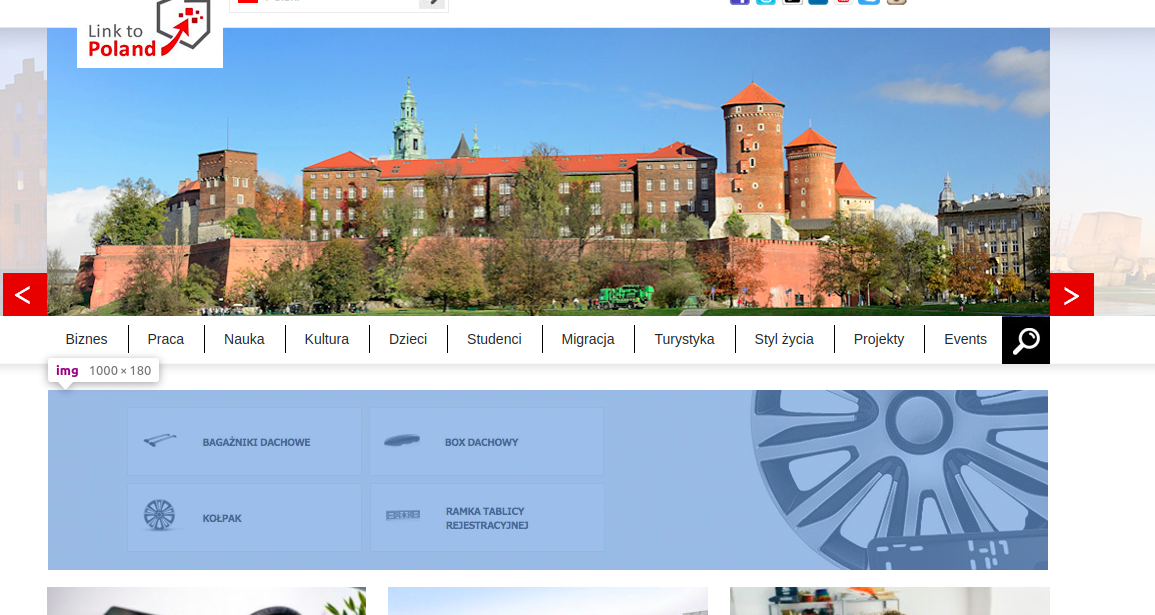 Link to
Poland
<
>
Biznes
Praca
Nauka
Kultura
Dzieci
Studenci
Migracja
Turystyka
Styl życia
Projekty
Events
img 1000 × 180
BAGAŻNIKI DACHOWE
BOX DACHOWY
KOŁPAK
RAMKA TABLICY
REJESTRACYJNEJ